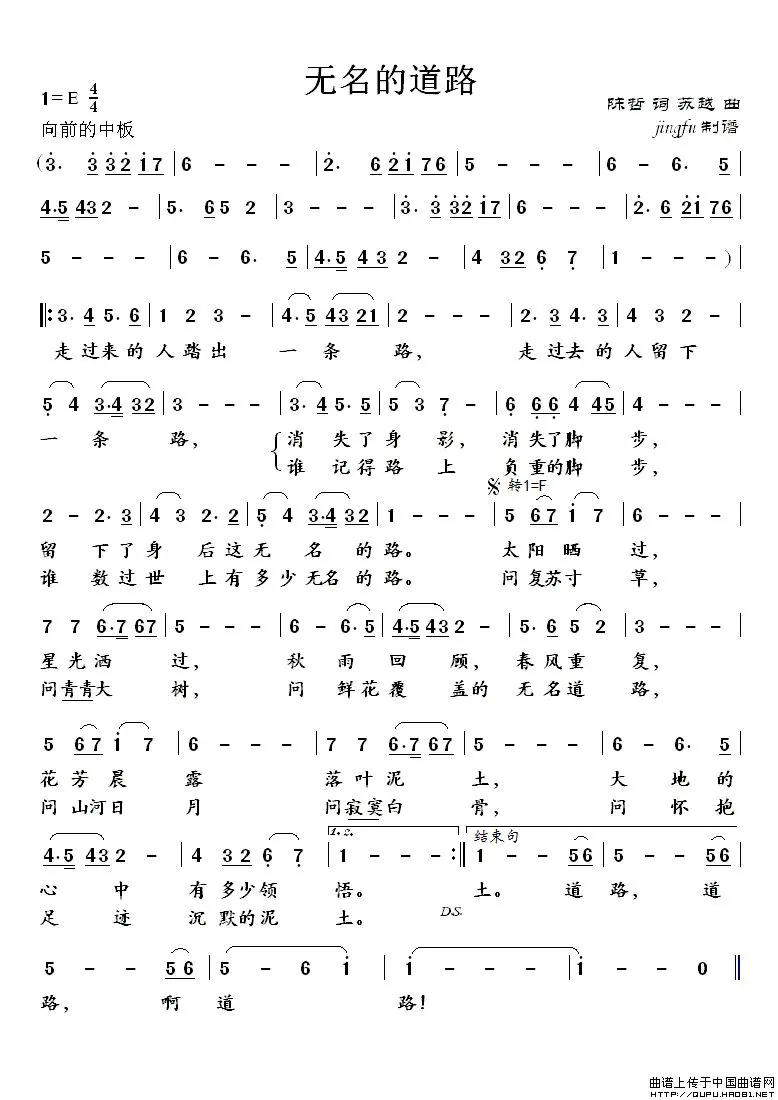 无名的道路
1=E 4/4
陈哲 词 苏越 曲
向前的中板
jingfu 制谱
(3· 3 332 17 | 6 - - - | 2· 6 21 76 | 5 - - - | 6 - 6· 5 |
4·5 43 2 - | 5· 6 5 2 | 3 - - - | 3· 3 332 17 | 6 - - - | 2· 6 21 76 |
5 - - - | 6 - 6· 5 | 4·5 43 2 - | 4 32 6 7 | 1 - - - ) |
3· 4 5· 6 | 1 2 3 - | 4· 5 43 21 | 2 - - - | 2· 3 4· 3 | 4 3 2 - |
走过来的人踏出 一条 路, 走过去的人留下
5 4 3·4 32 | 3 - - - | 3· 4 5· 5 | 5 3 7 - | 6 66 4 45 | 4 - - - |
一条 路, 消失了身影, 消失了脚 步,
谁记得路上 负重的脚 步,
转1=F
2 - 2· 3 | 4 3 2· 2 | 5 4 3·4 32 | 1 - - - | 5 67 1 7 | 6 - - - |
留下了身 后这无 名的路。 太阳晒 过,
谁数过世 上有多少无名的路。 问复苏寸 草,
7 7 6·7 67 | 5 - - - | 6 - 6· 5 | 4·5 43 2 - | 5· 6 5 2 | 3 - - - |
星光洒 过, 秋雨回 顾, 春风重 复,
问青青大 树, 问鲜花覆 盖的 无名道 路,
5 67 1 7 | 6 - - - | 7 7 6·7 67 | 5 - - - | 6 - 6· 5 |
花芳晨 露 落叶泥 土, 大地的
问山河日 月 问寂寞白 骨, 问怀抱
1.2. 结束句
4·5 43 2 - | 4 32 6 7 | 1 - - - :| 1 - - 56 | 5 - - 56 |
心中 有多少领 悟。 土。道 路,道
足迹 沉默的泥 土。 D.S.
5 - - 56 | 5 - 6 1 | 1 - - - | 1 - - 0 ‖
路, 啊道 路!
曲谱上传于中国曲谱网
HTTP://QUPU.HAO81.NET